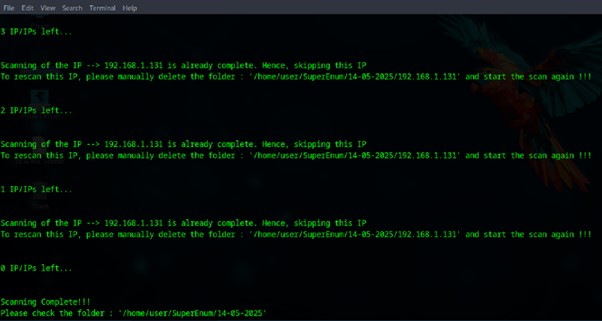 File Edit View Search Terminal Help
3 IP/IPs left...
Scanning of the IP --> 192.168.1.131 is already complete. Hence, skipping this IP
To rescan this IP, please manually delete the folder : '/home/user/SuperEnum/14-05-2025/192.168.1.131' and start the scan again !!!
2 IP/IPs left...
Scanning of the IP --> 192.168.1.131 is already complete. Hence, skipping this IP
To rescan this IP, please manually delete the folder : '/home/user/SuperEnum/14-05-2025/192.168.1.131' and start the scan again !!!
1 IP/IPs left...
Scanning of the IP --> 192.168.1.131 is already complete. Hence, skipping this IP
To rescan this IP, please manually delete the folder : '/home/user/SuperEnum/14-05-2025/192.168.1.131' and start the scan again !!!
0 IP/IPs left...
Scanning Complete!!!
Please check the folder : '/home/user/SuperEnum/14-05-2025'